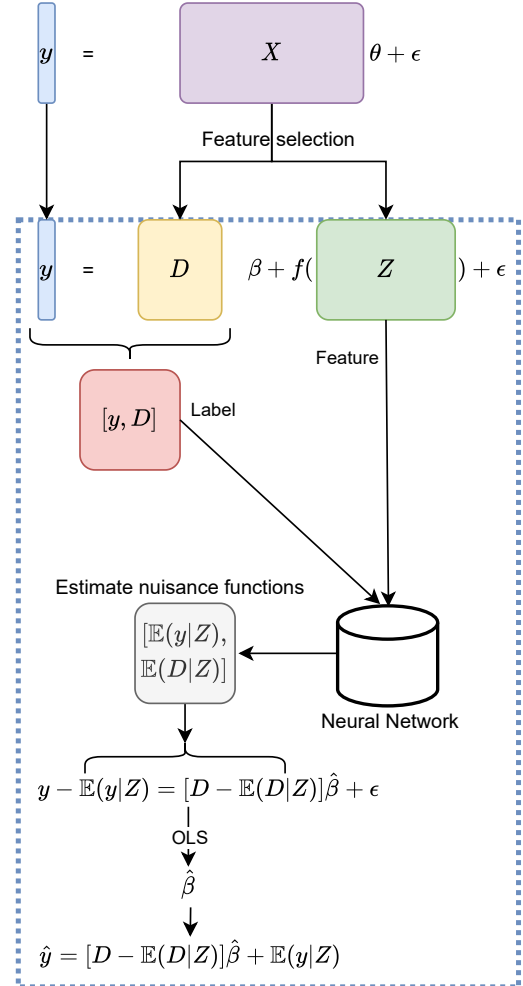 y = X θ + ϵ
Feature selection
y = D β + f( Z ) + ϵ
Feature
[y, D]
Label
Estimate nuisance functions
[𝔼(y|Z),
𝔼(D|Z)]
Neural Network
y − 𝔼(y|Z) = [D − 𝔼(D|Z)]β̂ + ϵ
OLS
β̂
ŷ = [D − 𝔼(D|Z)]β̂ + 𝔼(y|Z)